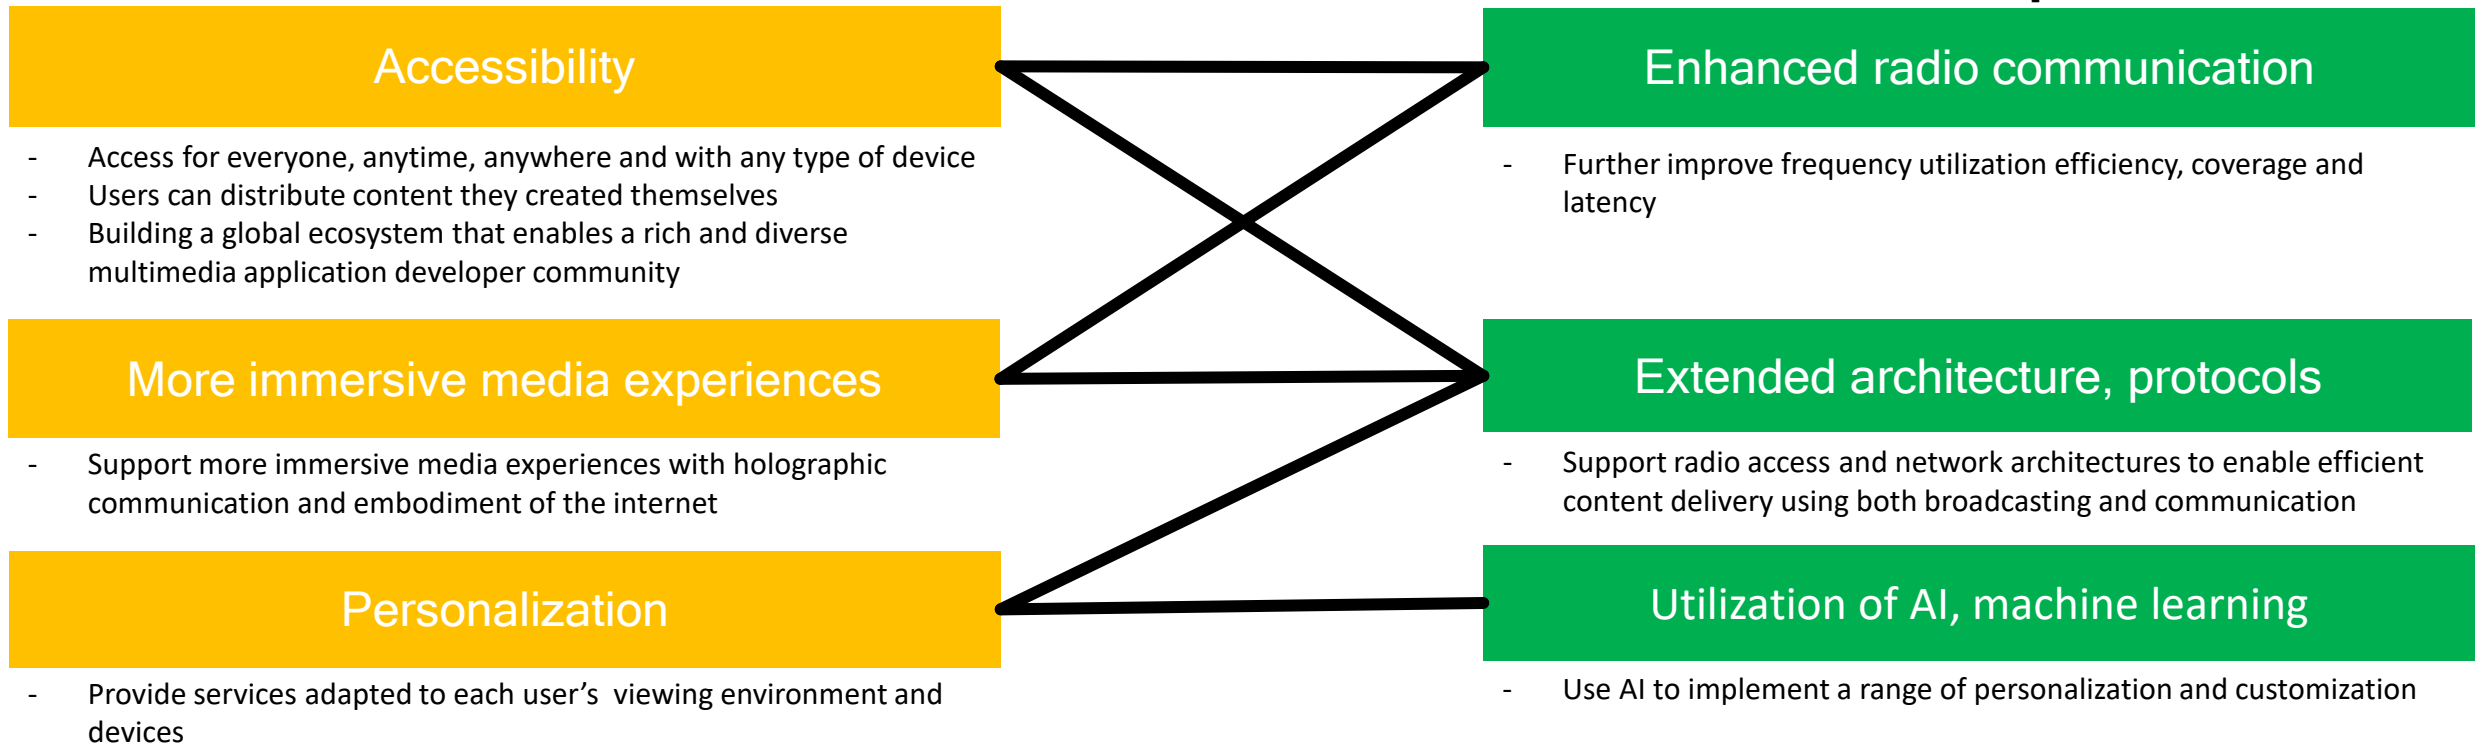 Accessibility
- Access for everyone, anytime, anywhere and with any type of device
- Users can distribute content they created themselves
- Building a global ecosystem that enables a rich and diverse
multimedia application developer community
More immersive media experiences
- Support more immersive media experiences with holographic
communication and embodiment of the internet
Personalization
- Provide services adapted to each user’s  viewing environment and
devices
Enhanced radio communication
- Further improve frequency utilization efficiency, coverage and
latency
Extended architecture, protocols
- Support radio access and network architectures to enable efficient
content delivery using both broadcasting and communication
Utilization of AI, machine learning
- Use AI to implement a range of personalization and customization